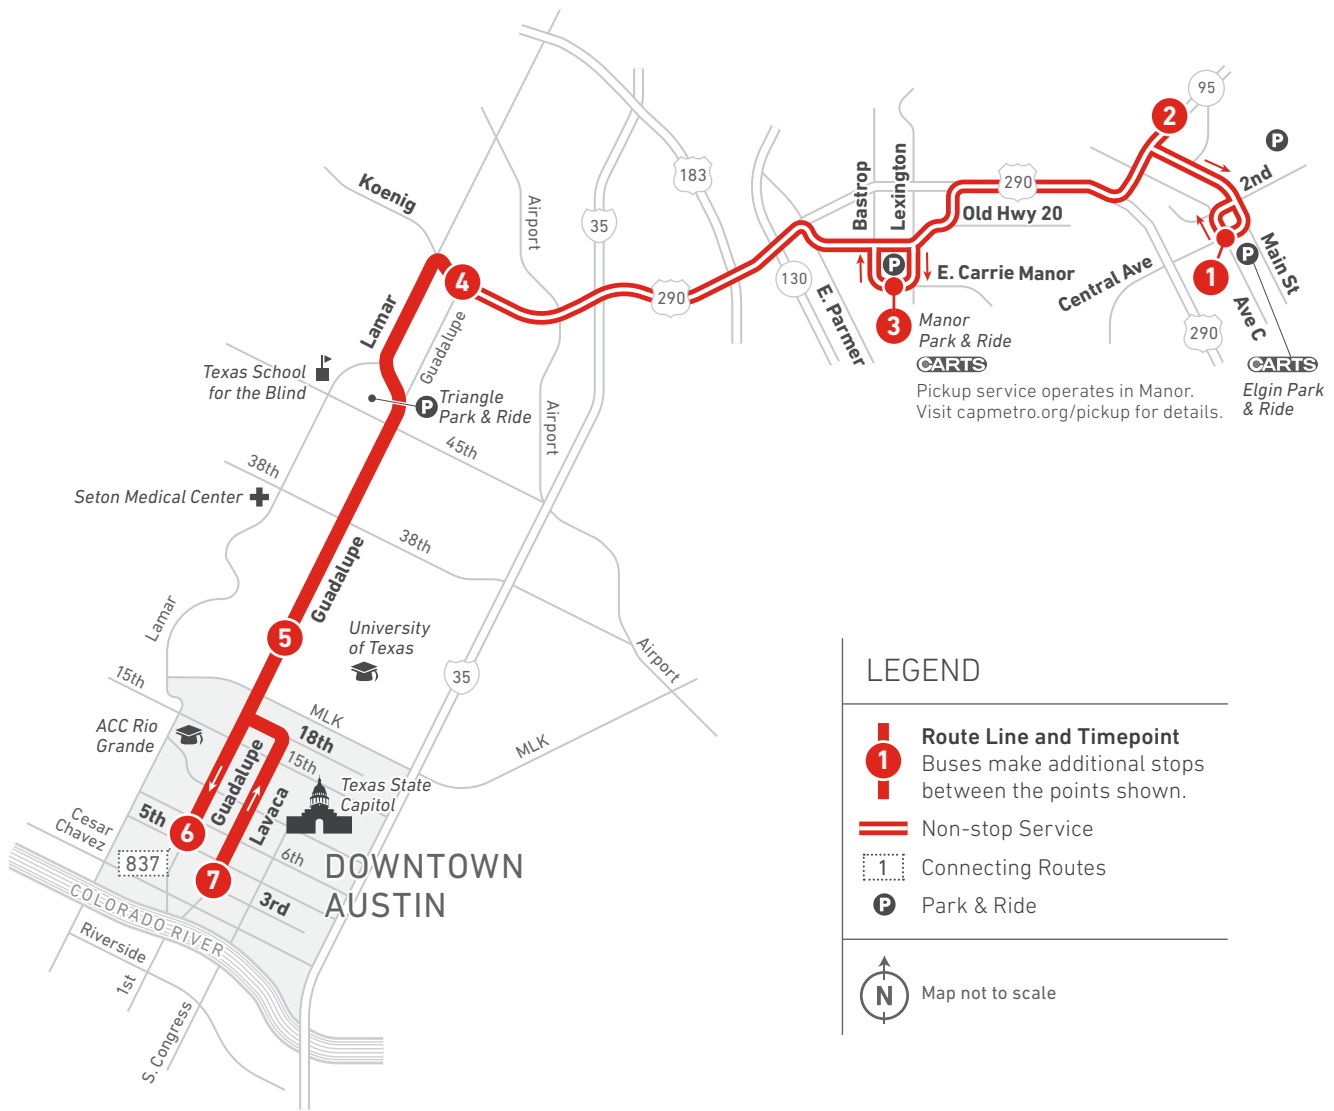 95
2
P
2nd
183
Koenig
Airport
35
Bastrop
Lexington
290
Old Hwy 20
Main St
P
1
Central Ave
Ave C
290
4
290
130
E. Parmer
P
E. Carrie Manor
3
Manor
Park & Ride
CARTS
Pickup service operates in Manor.
Visit capmetro.org/pickup for details.
CARTS
Elgin Park
& Ride
Lamar
Guadalupe
Texas School
for the Blind
P
Triangle
Park & Ride
Airport
45th
38th
Seton Medical Center
38th
Guadalupe
Lamar
5
University
of Texas
Airport
35
15th
MLK
MLK
ACC Rio
Grande
18th
15th
Guadalupe
Lavaca
Texas State
Capitol
5th
6
Cesar
Chavez
837
6th
7
3rd
DOWNTOWN
AUSTIN
COLORADO RIVER
Riverside
1st
S. Congress
LEGEND
1
Route Line and Timepoint
Buses make additional stops
between the points shown.
Non-stop Service
1
Connecting Routes
P
Park & Ride
N
Map not to scale